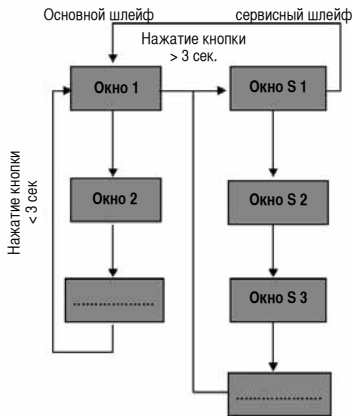 Основной шлейф
сервисный шлейф
Нажатие кнопки
> 3 сек.
Окно 1
Окно S 1
Нажатие кнопки
< 3 сек
Окно 2
Окно S 2
....................
Окно S 3
....................